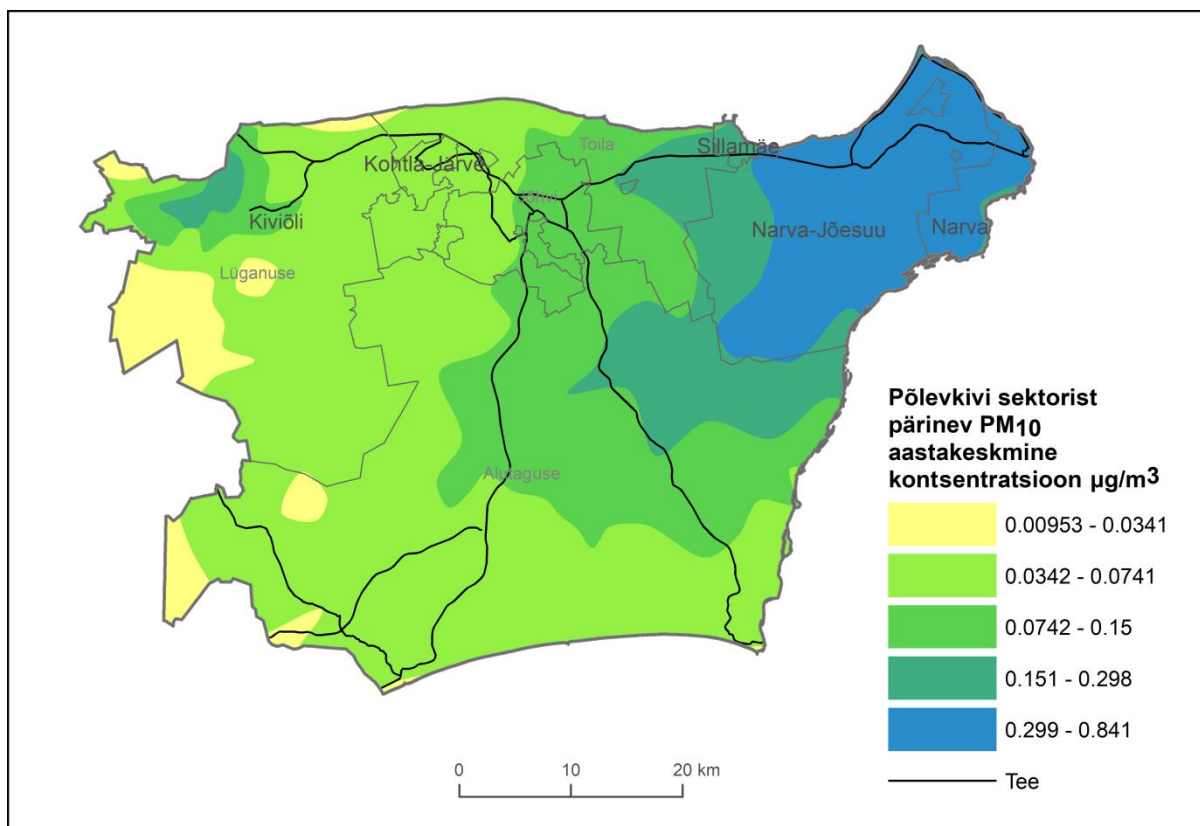 Toila
Sillamäe
Kohtla-Järve
Jõhvi
Kiviõli
Narva-Jõesuu
Narva
Lüganuse
Alutaguse
Põlevkivi sektorist
pärinev PM10
aastakeskmine
kontsentratsioon µg/m3
0.00953 - 0.0341
0.0342 - 0.0741
0.0742 - 0.15
0.151 - 0.298
0.299 - 0.841
Tee
0 10 20 km